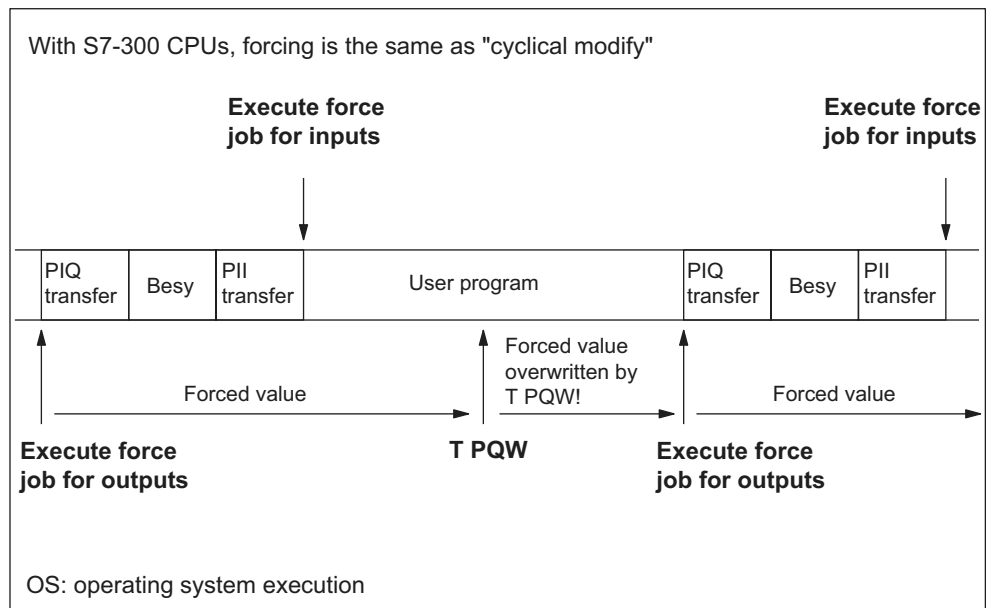 With S7-300 CPUs, forcing is the same as "cyclical modify"
Execute force
job for inputs
Execute force
job for inputs
PIQ
transfer
Besy
PII
transfer
User program
PIQ
transfer
Besy
PII
transfer
Forced value
Forced value
overwritten by
T PQW!
Forced value
Execute force
job for outputs
T PQW
Execute force
job for outputs
OS: operating system execution